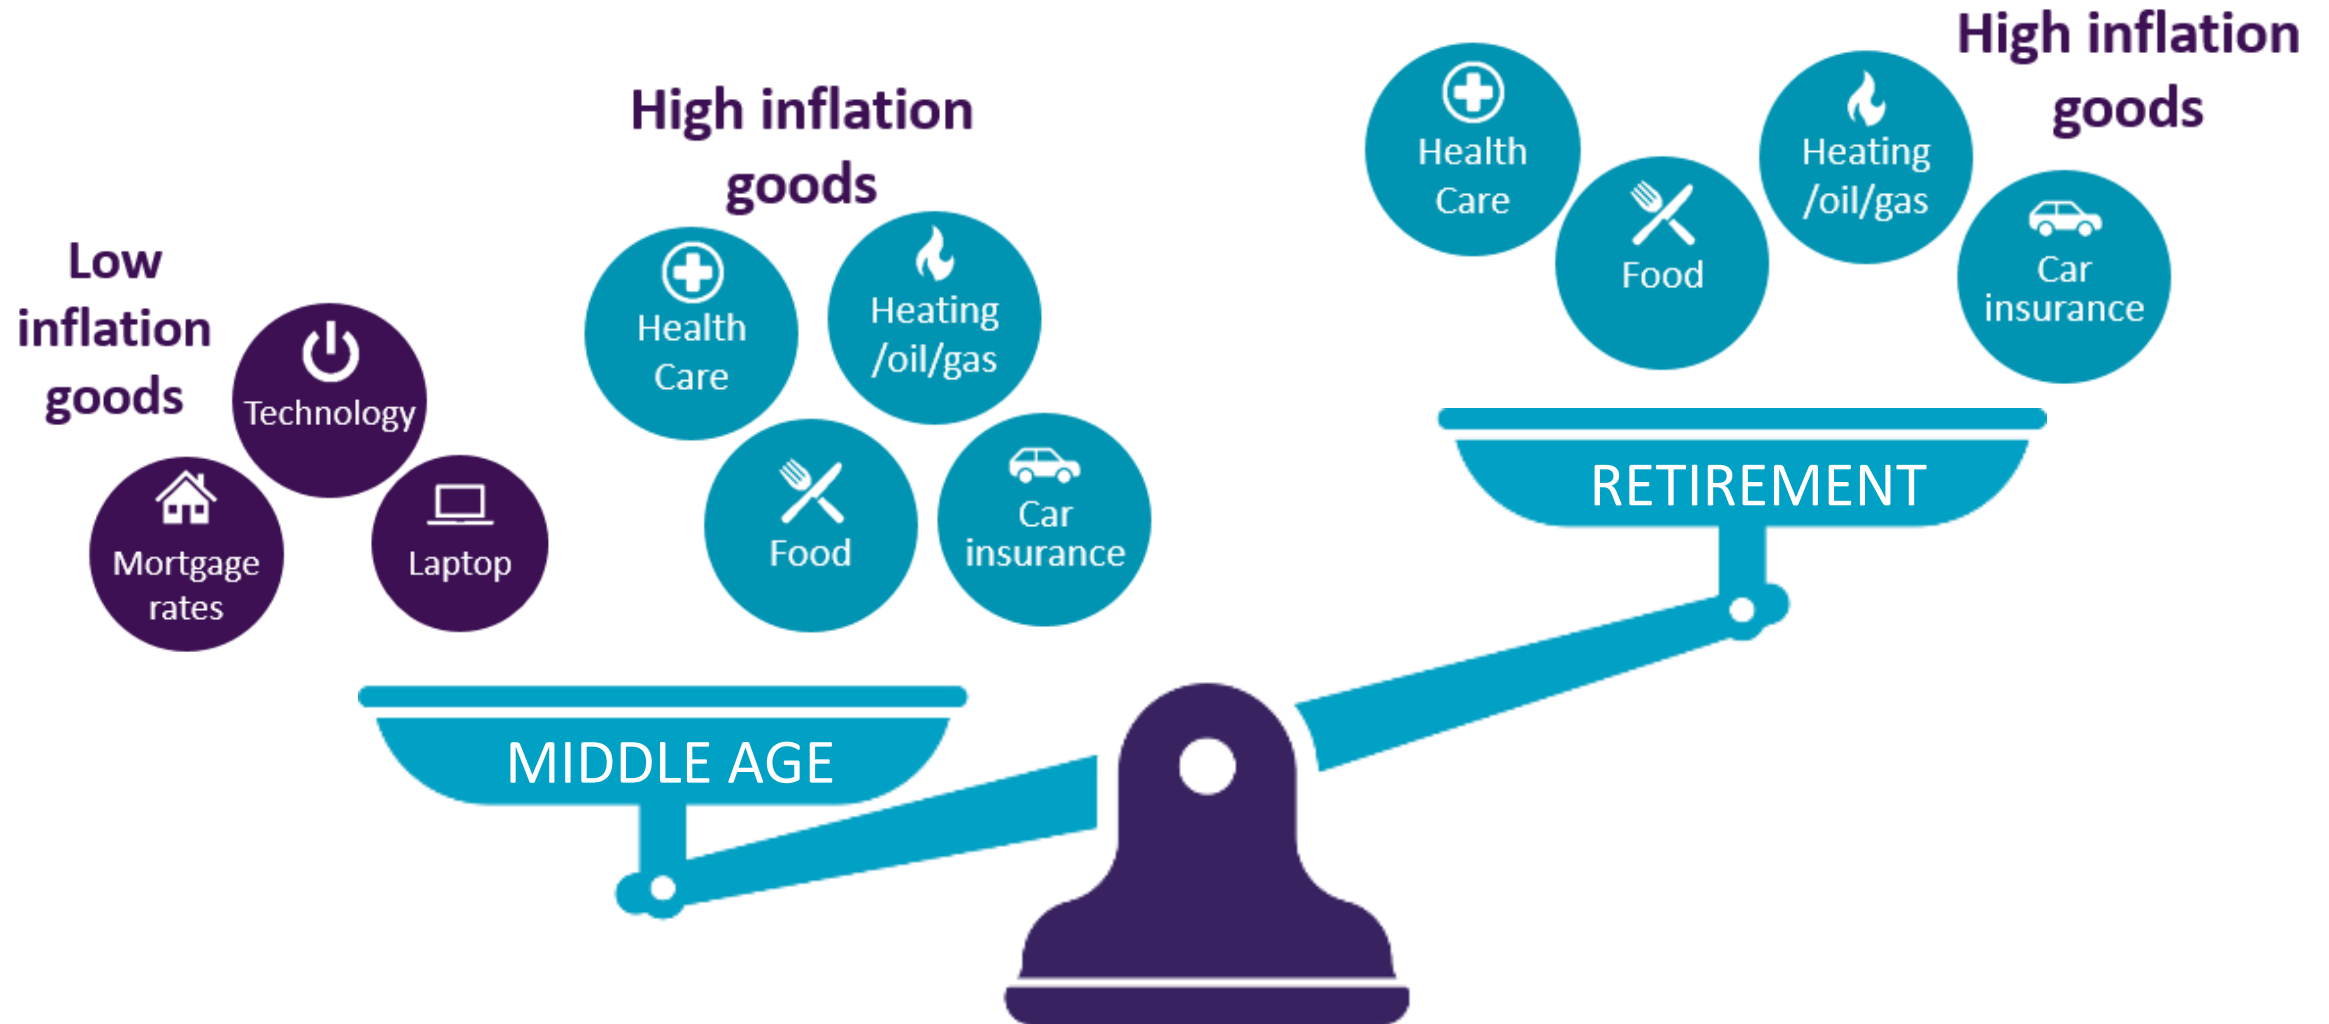 Low
inflation
goods
Technology
Mortgage
rates
Laptop
High inflation
goods
Health
Care
Heating
/oil/gas
Food
Car
insurance
MIDDLE AGE
High inflation
goods
Health
Care
Food
Heating
/oil/gas
Car
insurance
RETIREMENT